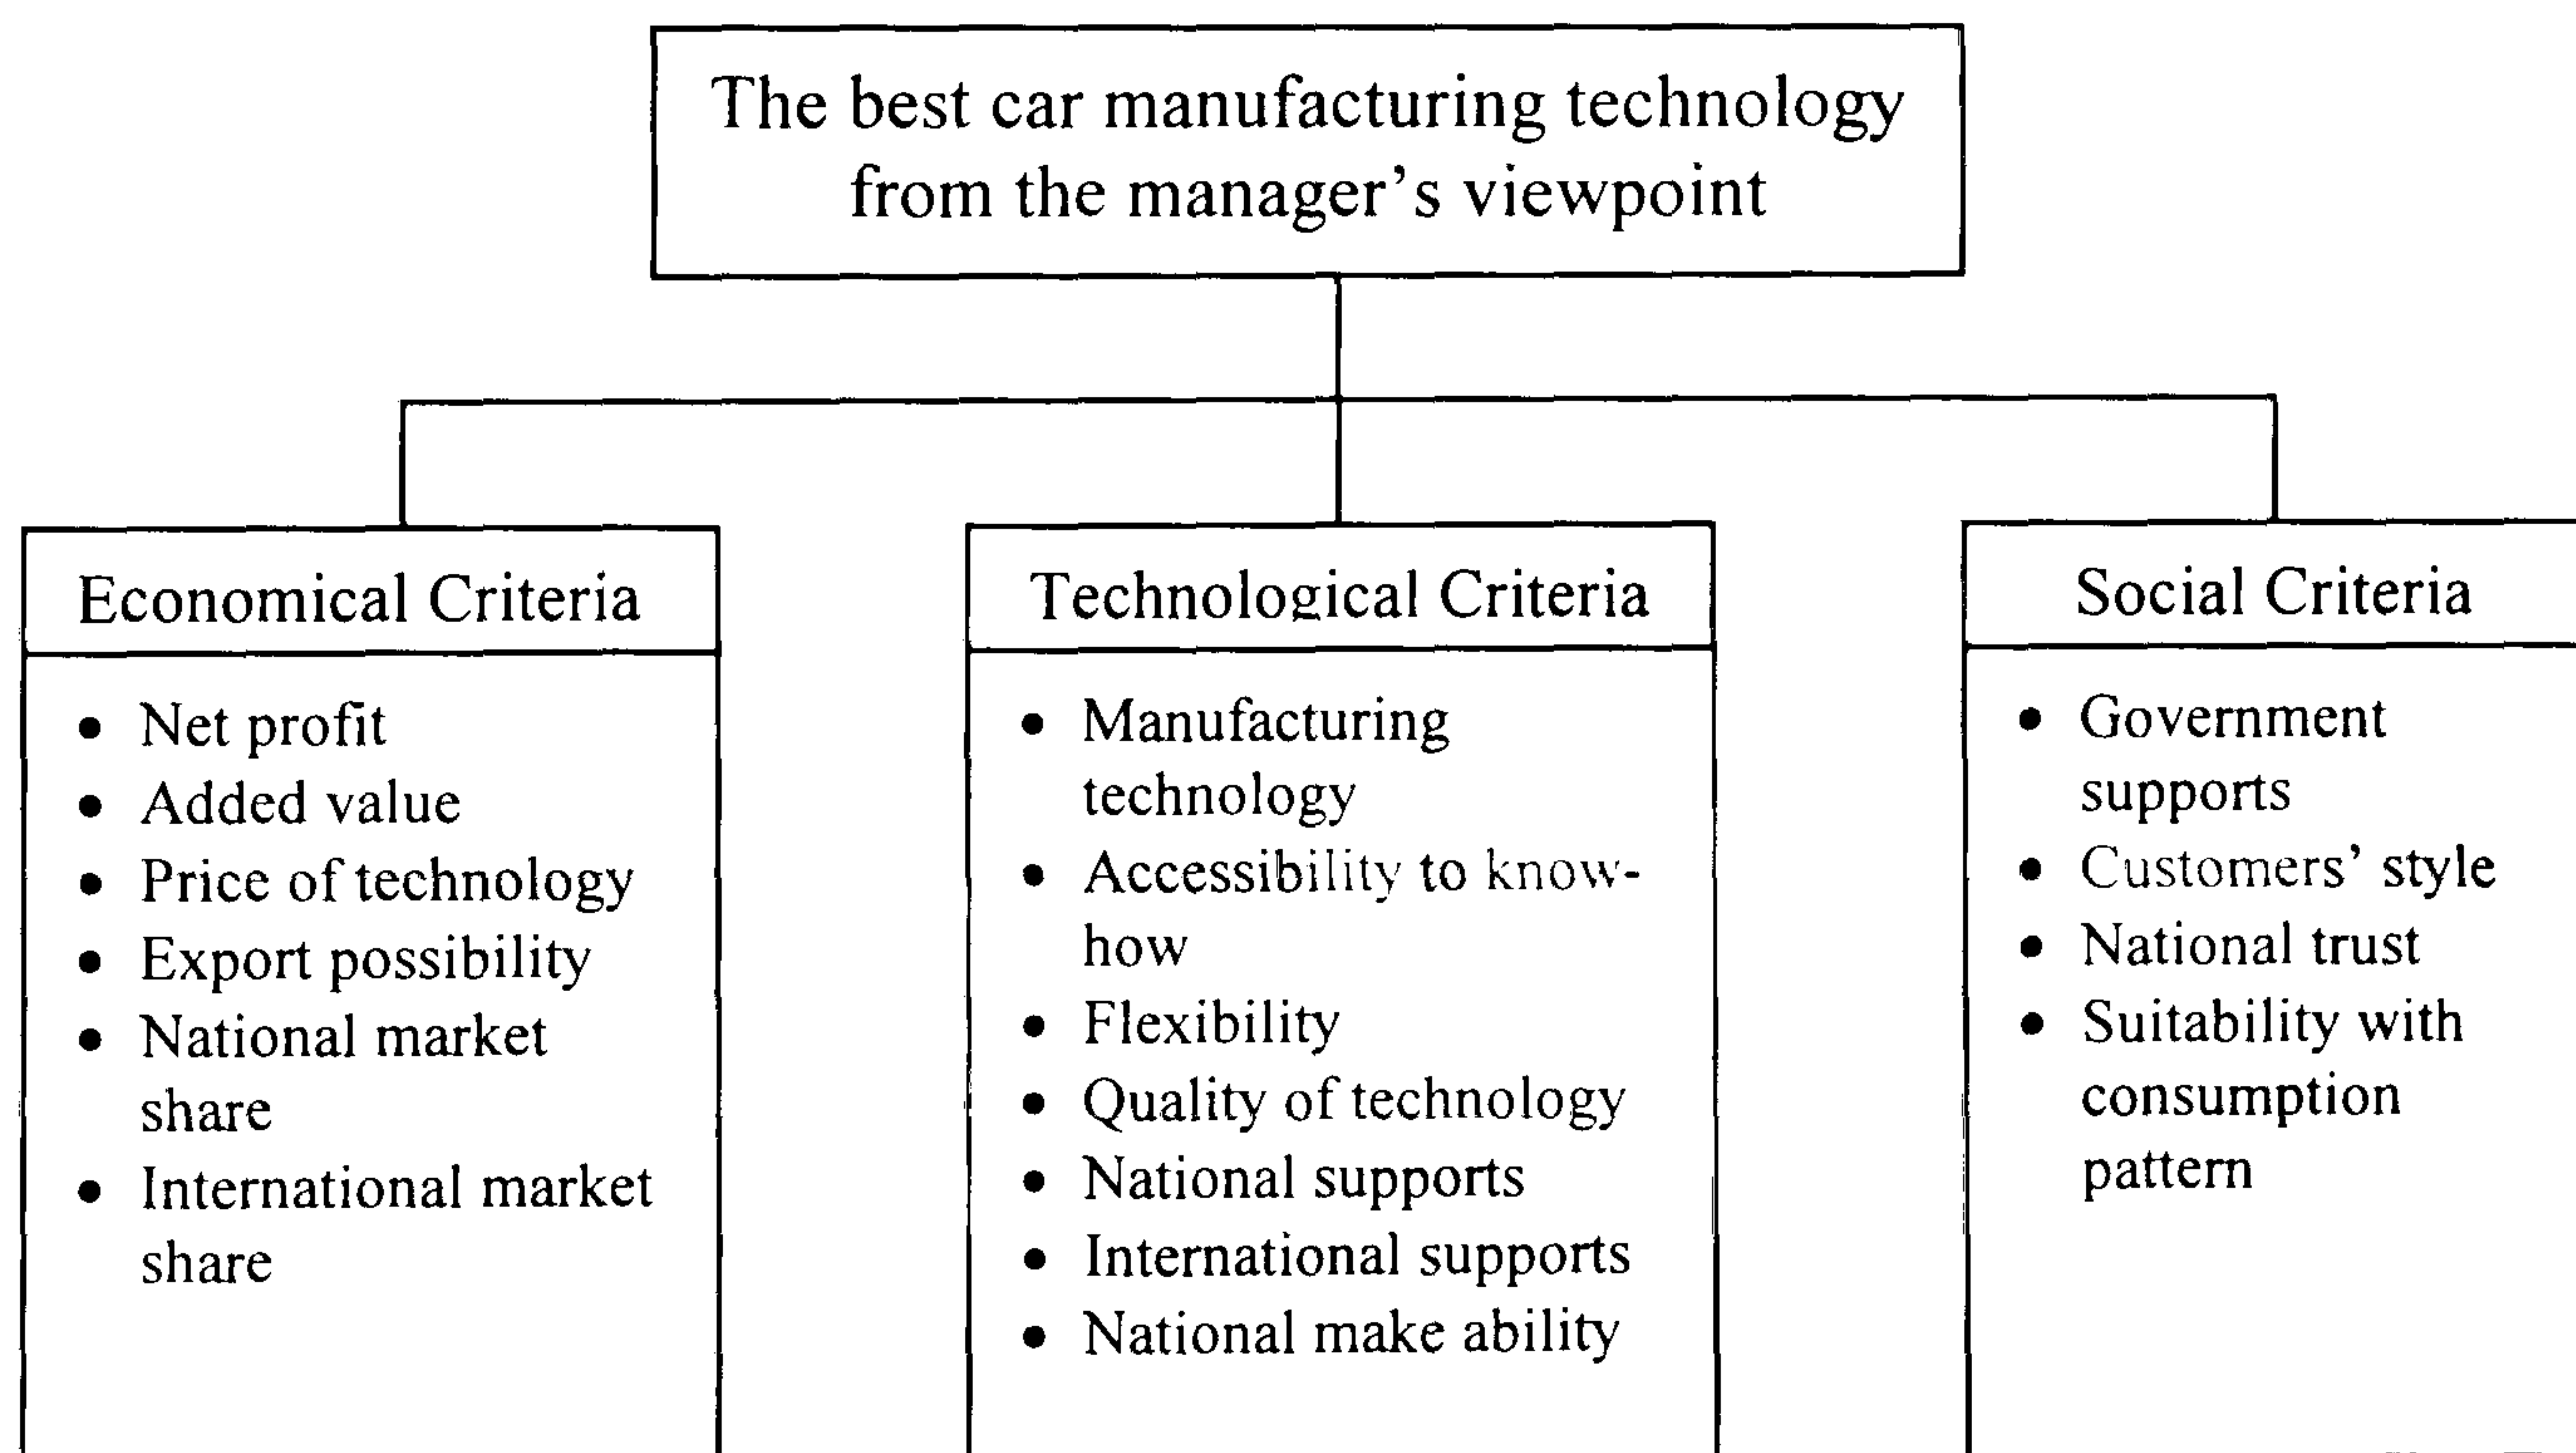 The best car manufacturing technology
from the manager's viewpoint
Economical Criteria
• Net profit
• Added value
• Price of technology
• Export possibility
• National market
share
• International market
share
Technological Criteria
• Manufacturing
technology
• Accessibility to know-
how
• Flexibility
• Quality of technology
• National supports
• International supports
• National make ability
Social Criteria
• Government
supports
• Customers' style
• National trust
• Suitability with
consumption
pattern